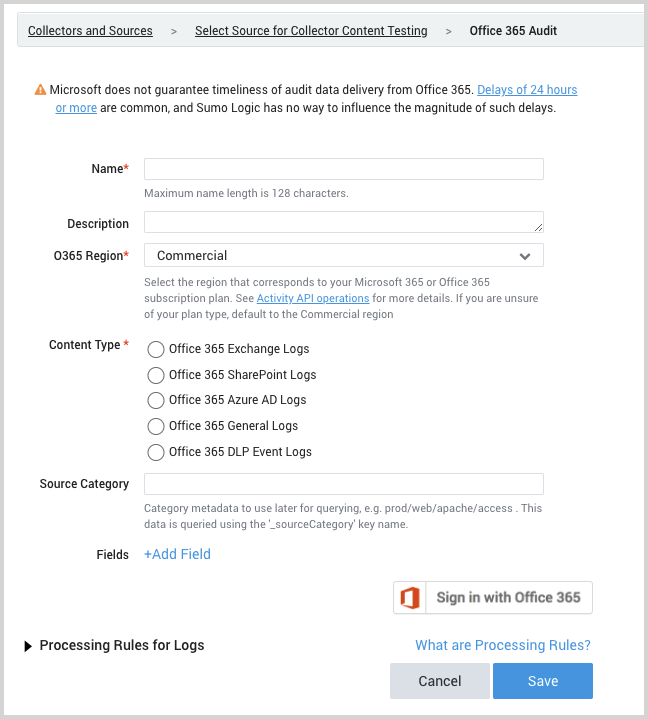 Collectors and Sources > Select Source for Collector Content Testing > Office 365 Audit
Microsoft does not guarantee timeliness of audit data delivery from Office 365. Delays of 24 hours
or more are common, and Sumo Logic has no way to influence the magnitude of such delays.
Name*
Maximum name length is 128 characters.
Description
O365 Region* Commercial
Select the region that corresponds to your Microsoft 365 or Office 365
subscription plan. See Activity API operations for more details. If you are unsure
of your plan type, default to the Commercial region
Content Type * Office 365 Exchange Logs
Office 365 SharePoint Logs
Office 365 Azure AD Logs
Office 365 General Logs
Office 365 DLP Event Logs
Source Category
Category metadata to use later for querying, e.g. prod/web/apache/access . This
data is queried using the '_sourceCategory' key name.
Fields +Add Field
Sign in with Office 365
Processing Rules for Logs What are Processing Rules?
Cancel Save